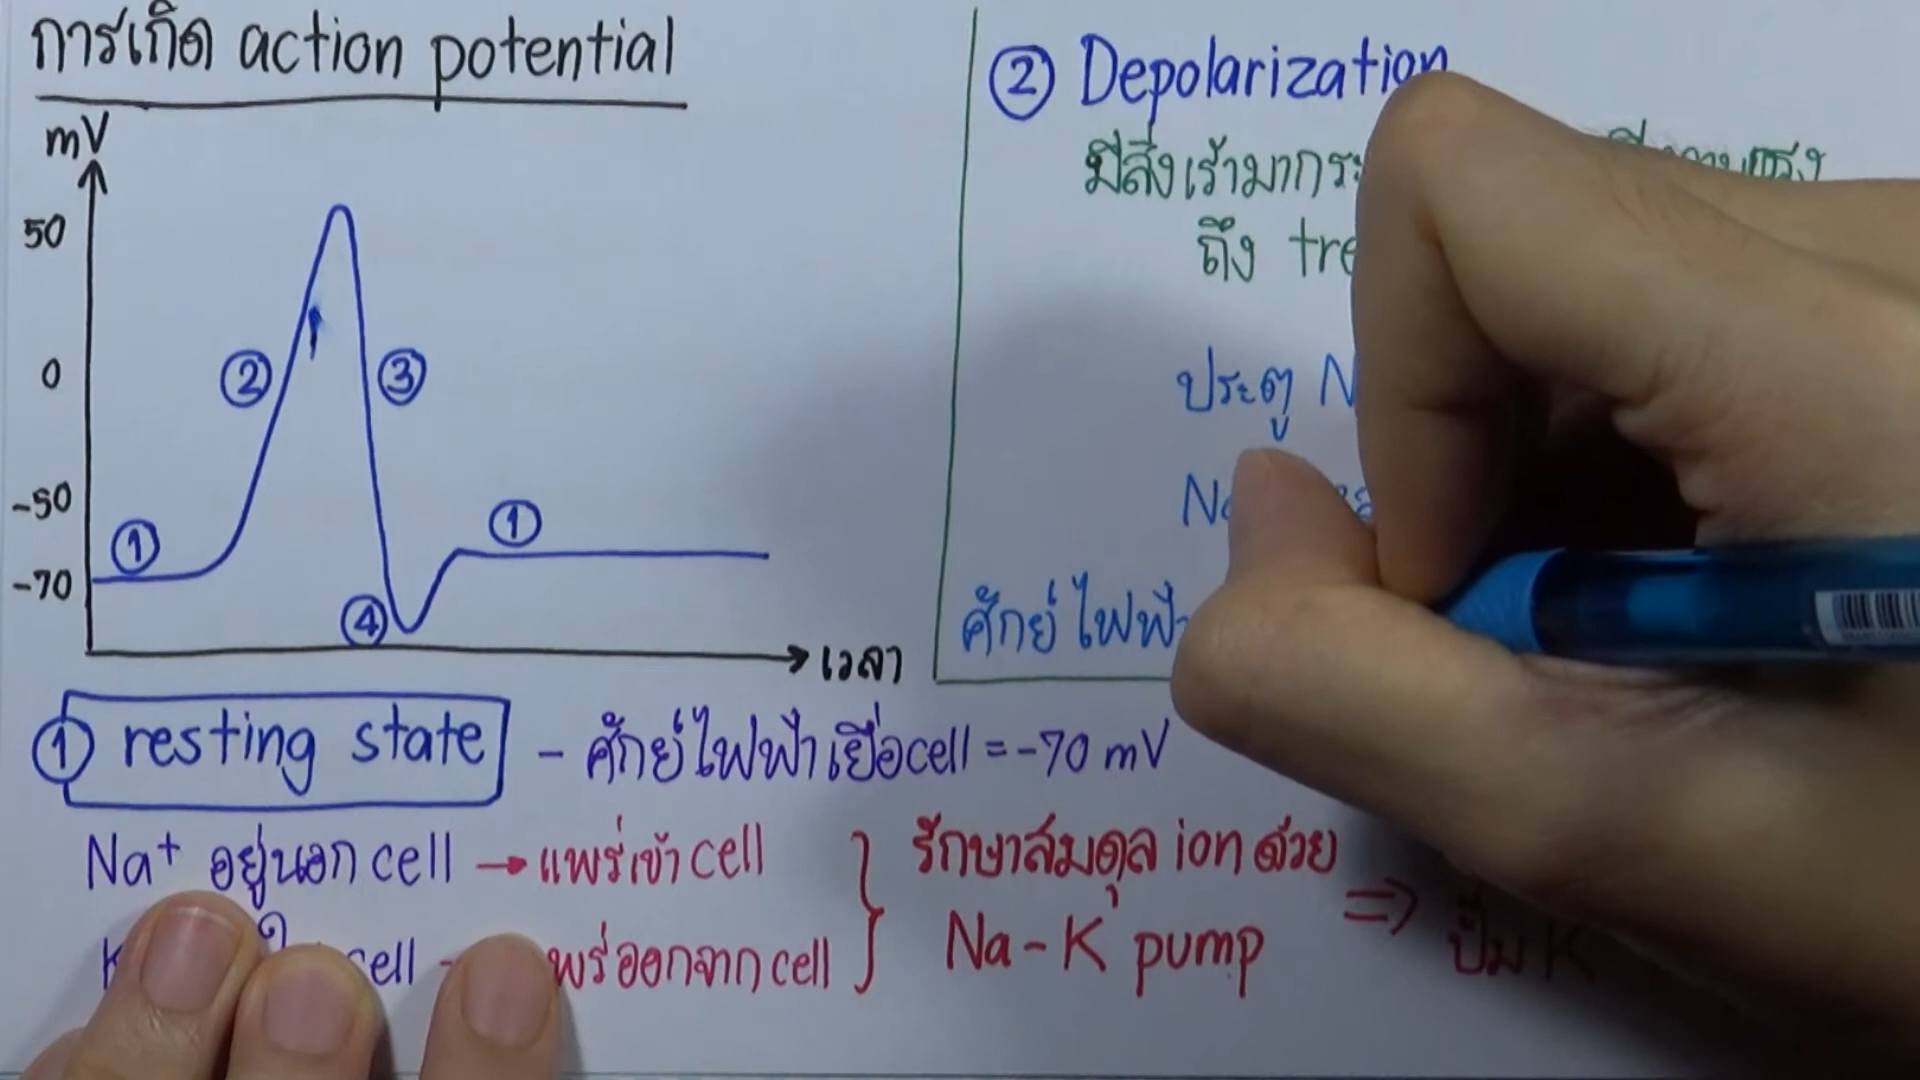 การเกิด action potential
mV
50
0
-50
-70
② ③
① ①
④
เวลา
② Depolarization
มีสิ่งเร้ามากระ
ถึง tre
ประตู N
Na
ศักย์ไฟฟ้า
① resting state - ศักย์ไฟฟ้าเยื่อcell = -70 mV
Na+ อยู่นอก cell → แพร่เข้า cell } รักษาสมดุล ion ด้วย
K cell - พร่ออกจาก cell Na-K pump ⇒ ปั๊ม K